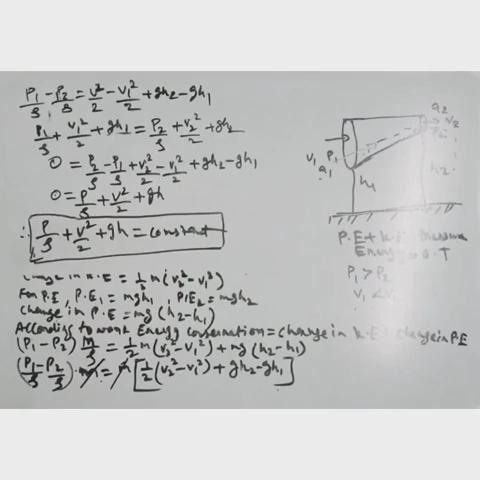 P₁/ρ - P₂/ρ = v²/2 - v₁²/2 + gh₂ - gh₁
P₁/ρ + v₁²/2 + gh₁ = P₂/ρ + v₂²/2 + gh₂
0 = P₂/ρ - P₁/ρ + v₂²/2 - v₁²/2 + gh₂ - gh₁
0 = P/ρ + v²/2 + gh
∴ P/ρ + v²/2 + gh = constant
change in K.E = ½ m (v₂² - v₁²)
For P.E, P.E₁ = mgh₁, P.E₂ = mgh₂
change in P.E = mg (h₂ - h₁)
According to work Energy conservation = change in K.E + change in P.E
(P₁ - P₂) m/ρ = ½ m (v₂² - v₁²) + mg (h₂ - h₁)
(P₁/ρ - P₂/ρ) · m = m [½ (v₂² - v₁²) + gh₂ - gh₁]
a₂
v₂
P₂
v₁ P₁
a₁
h₁
h₂
P.E + K.E + Pressure
Energy = T
P₁ > P₂
v₁ < v₂